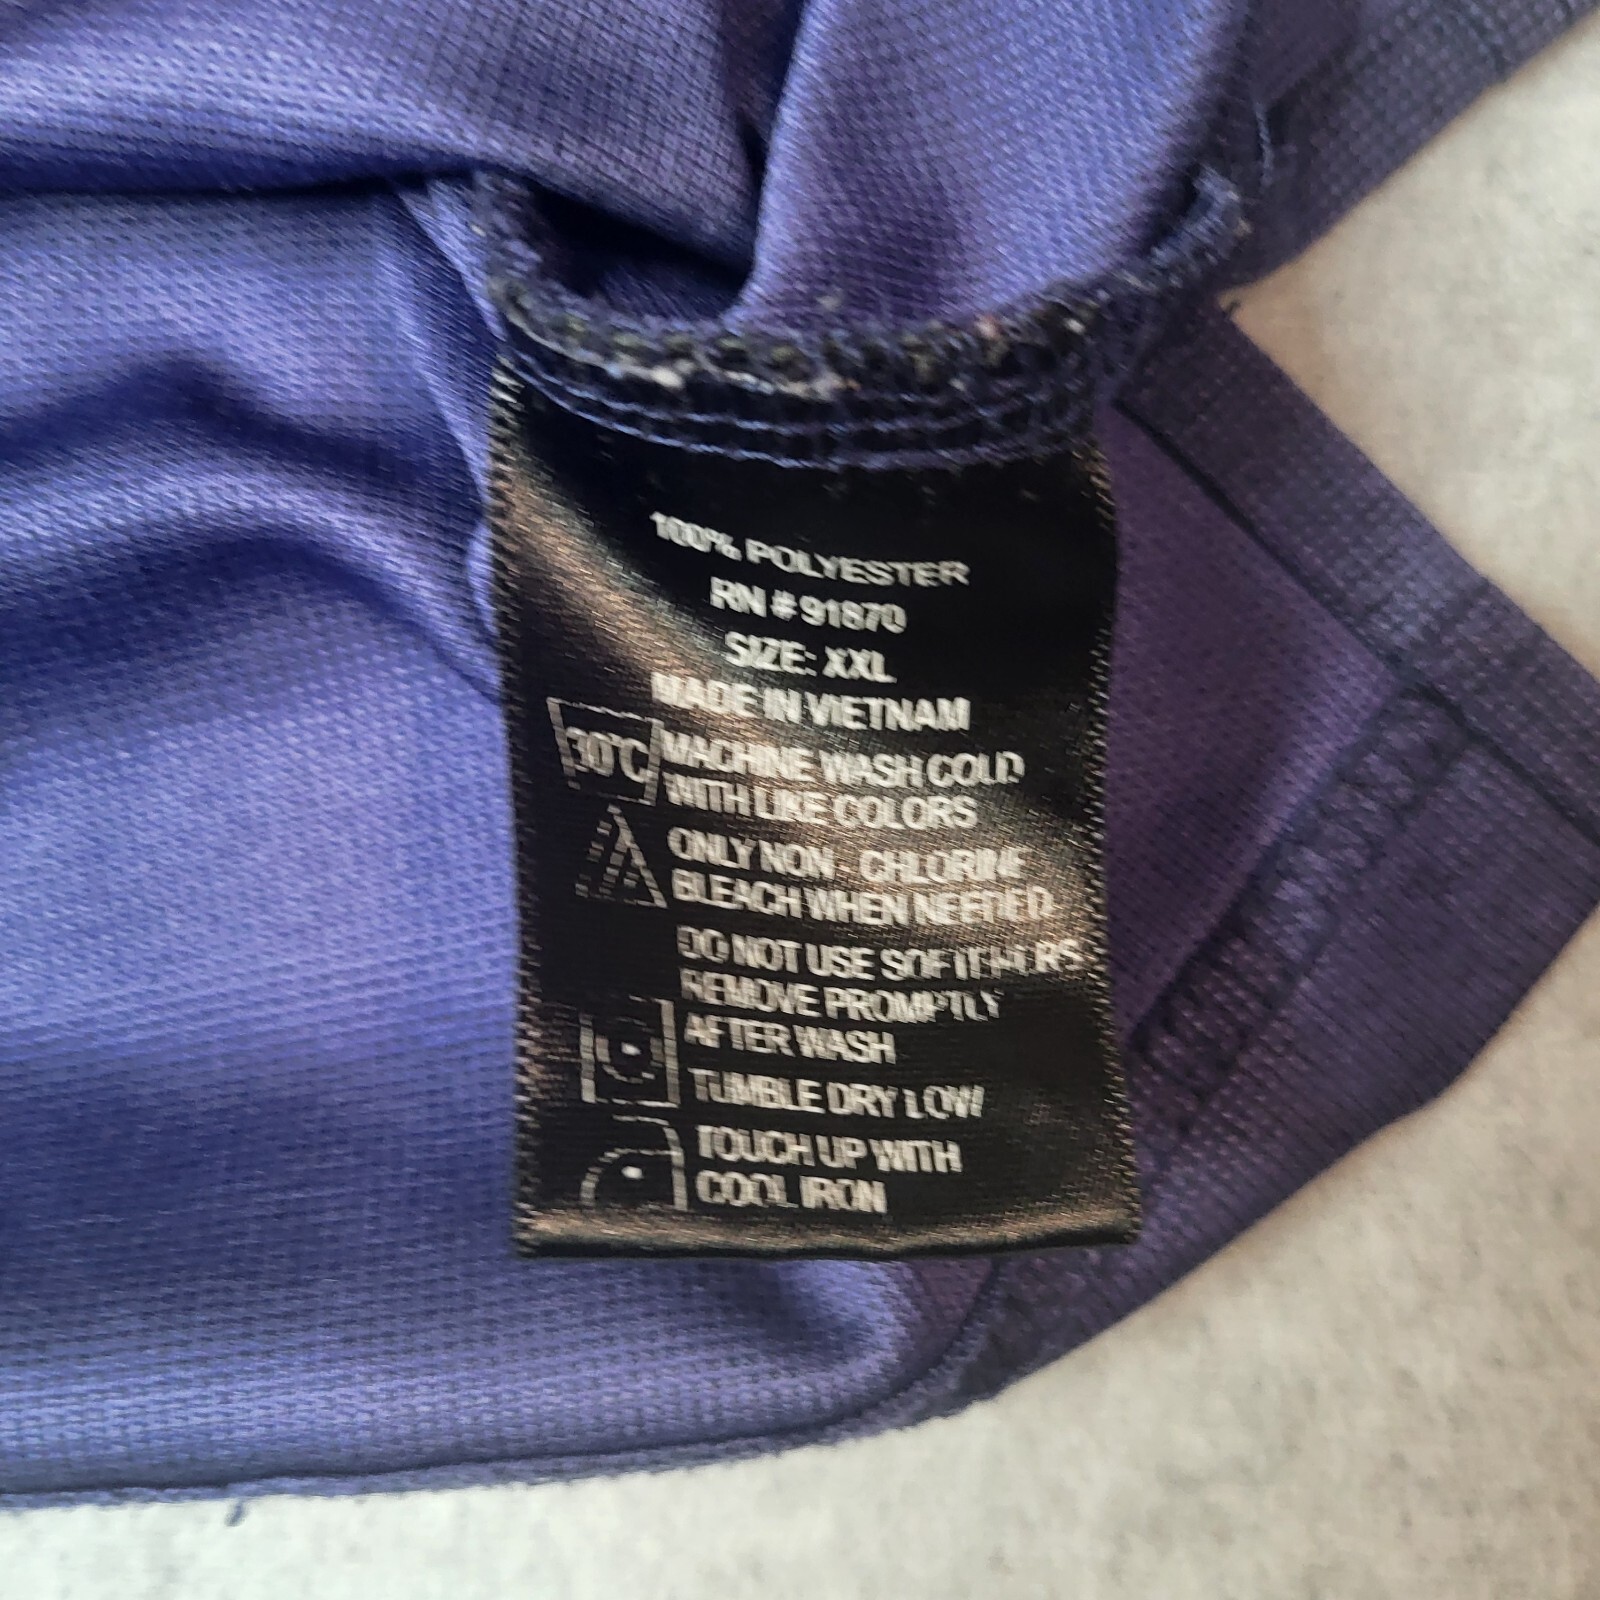 100% POLYESTER
RN # 91870
SIZE: XXL
MADE IN VIETNAM
30°C
MACHINE WASH COLD
WITH LIKE COLORS
ONLY NON - CHLORINE
BLEACH WHEN NEEDED
DO NOT USE SOFTENERS
REMOVE PROMPTLY
AFTER WASH
TUMBLE DRY LOW
TOUCH UP WITH
COOL IRON